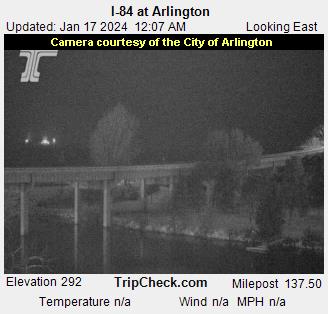 I-84 at Arlington
Updated: Jan 17 2024 12:07 AM Looking East
Camera courtesy of the City of Arlington
Elevation 292 TripCheck.com Milepost 137.50
Temperature n/a Wind n/a MPH n/a